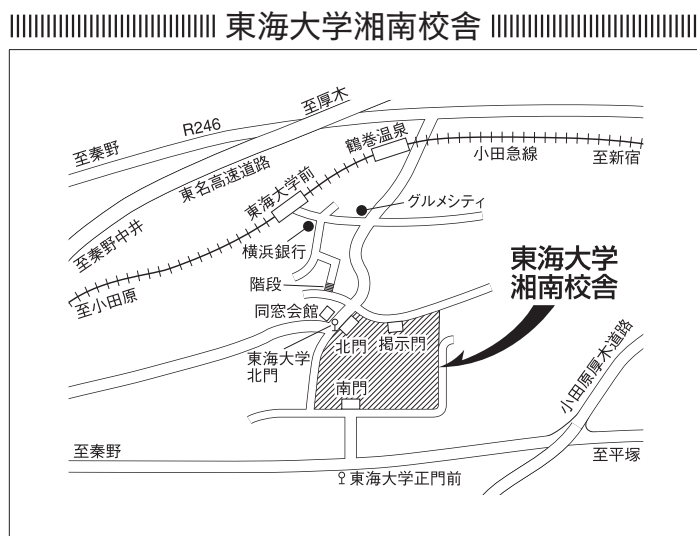 東海大学湘南校舎
至厚木
R246
至秦野
鶴巻温泉
小田急線
至新宿
東名高速道路
東海大学前
グルメシティ
至秦野中井
横浜銀行
東海大学
湘南校舎
階段
至小田原
同窓会館
北門
掲示門
東海大学
北門
小田原厚木道路
南門
至秦野
至平塚
東海大学正門前